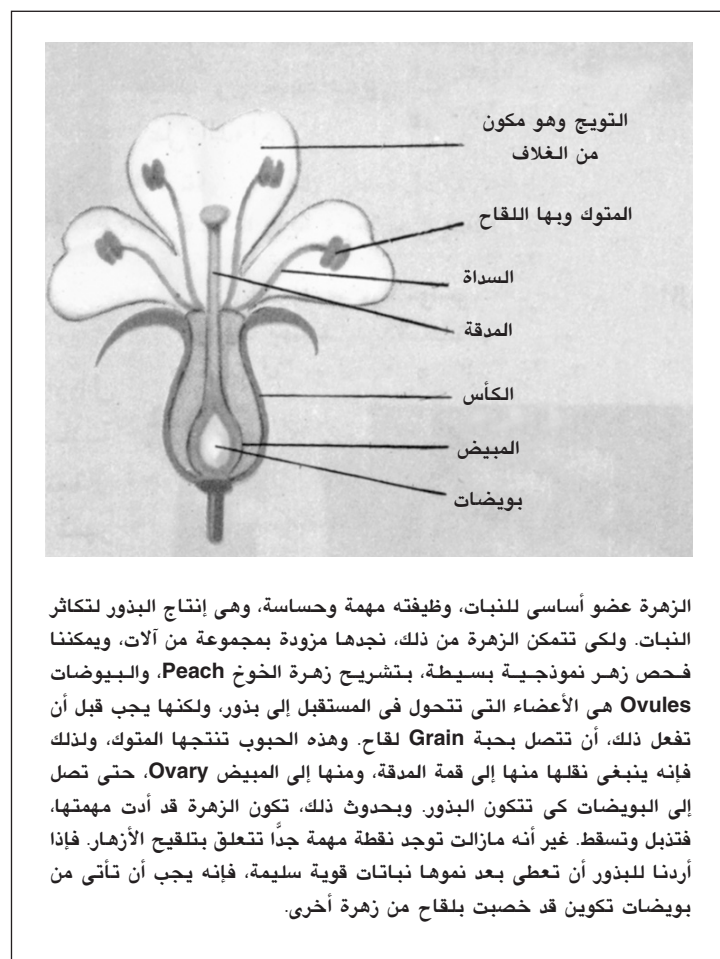 التويج وهو مكون
من الغلاف
المتوك وبها اللقاح
السداة
المدقة
الكأس
المبيض
بويضات
الزهرة عضو أساسى للنبات، وظيفته مهمة وحساسة، وهى إنتاج البذور لتكاثر
النبات. ولكى تتمكن الزهرة من ذلك، نجدها مزودة بمجموعة من آلات، ويمكننا
فحص زهر نموذجية بسيطة، بتشريح زهرة الخوخ Peach، والبيوضات
Ovules هى الأعضاء التى تتحول فى المستقبل إلى بذور، ولكنها يجب قبل أن
تفعل ذلك، أن تتصل بحبة Grain لقاح. وهذه الحبوب تنتجها المتوك، ولذلك
فإنه ينبغى نقلها منها إلى قمة المدقة، ومنها إلى المبيض Ovary، حتى تصل
إلى البويضات كى تتكون البذور. وبحدوث ذلك، تكون الزهرة قد أدت مهمتها،
فتذبل وتسقط. غير أنه مازالت توجد نقطة مهمة جدًّا تتعلق بتلقيح الأزهار. فإذا
أردنا للبذور أن تعطى بعد نموها نباتات قوية سليمة، فإنه يجب أن تأتى من
بويضات تكوين قد خصبت بلقاح من زهرة أخرى.